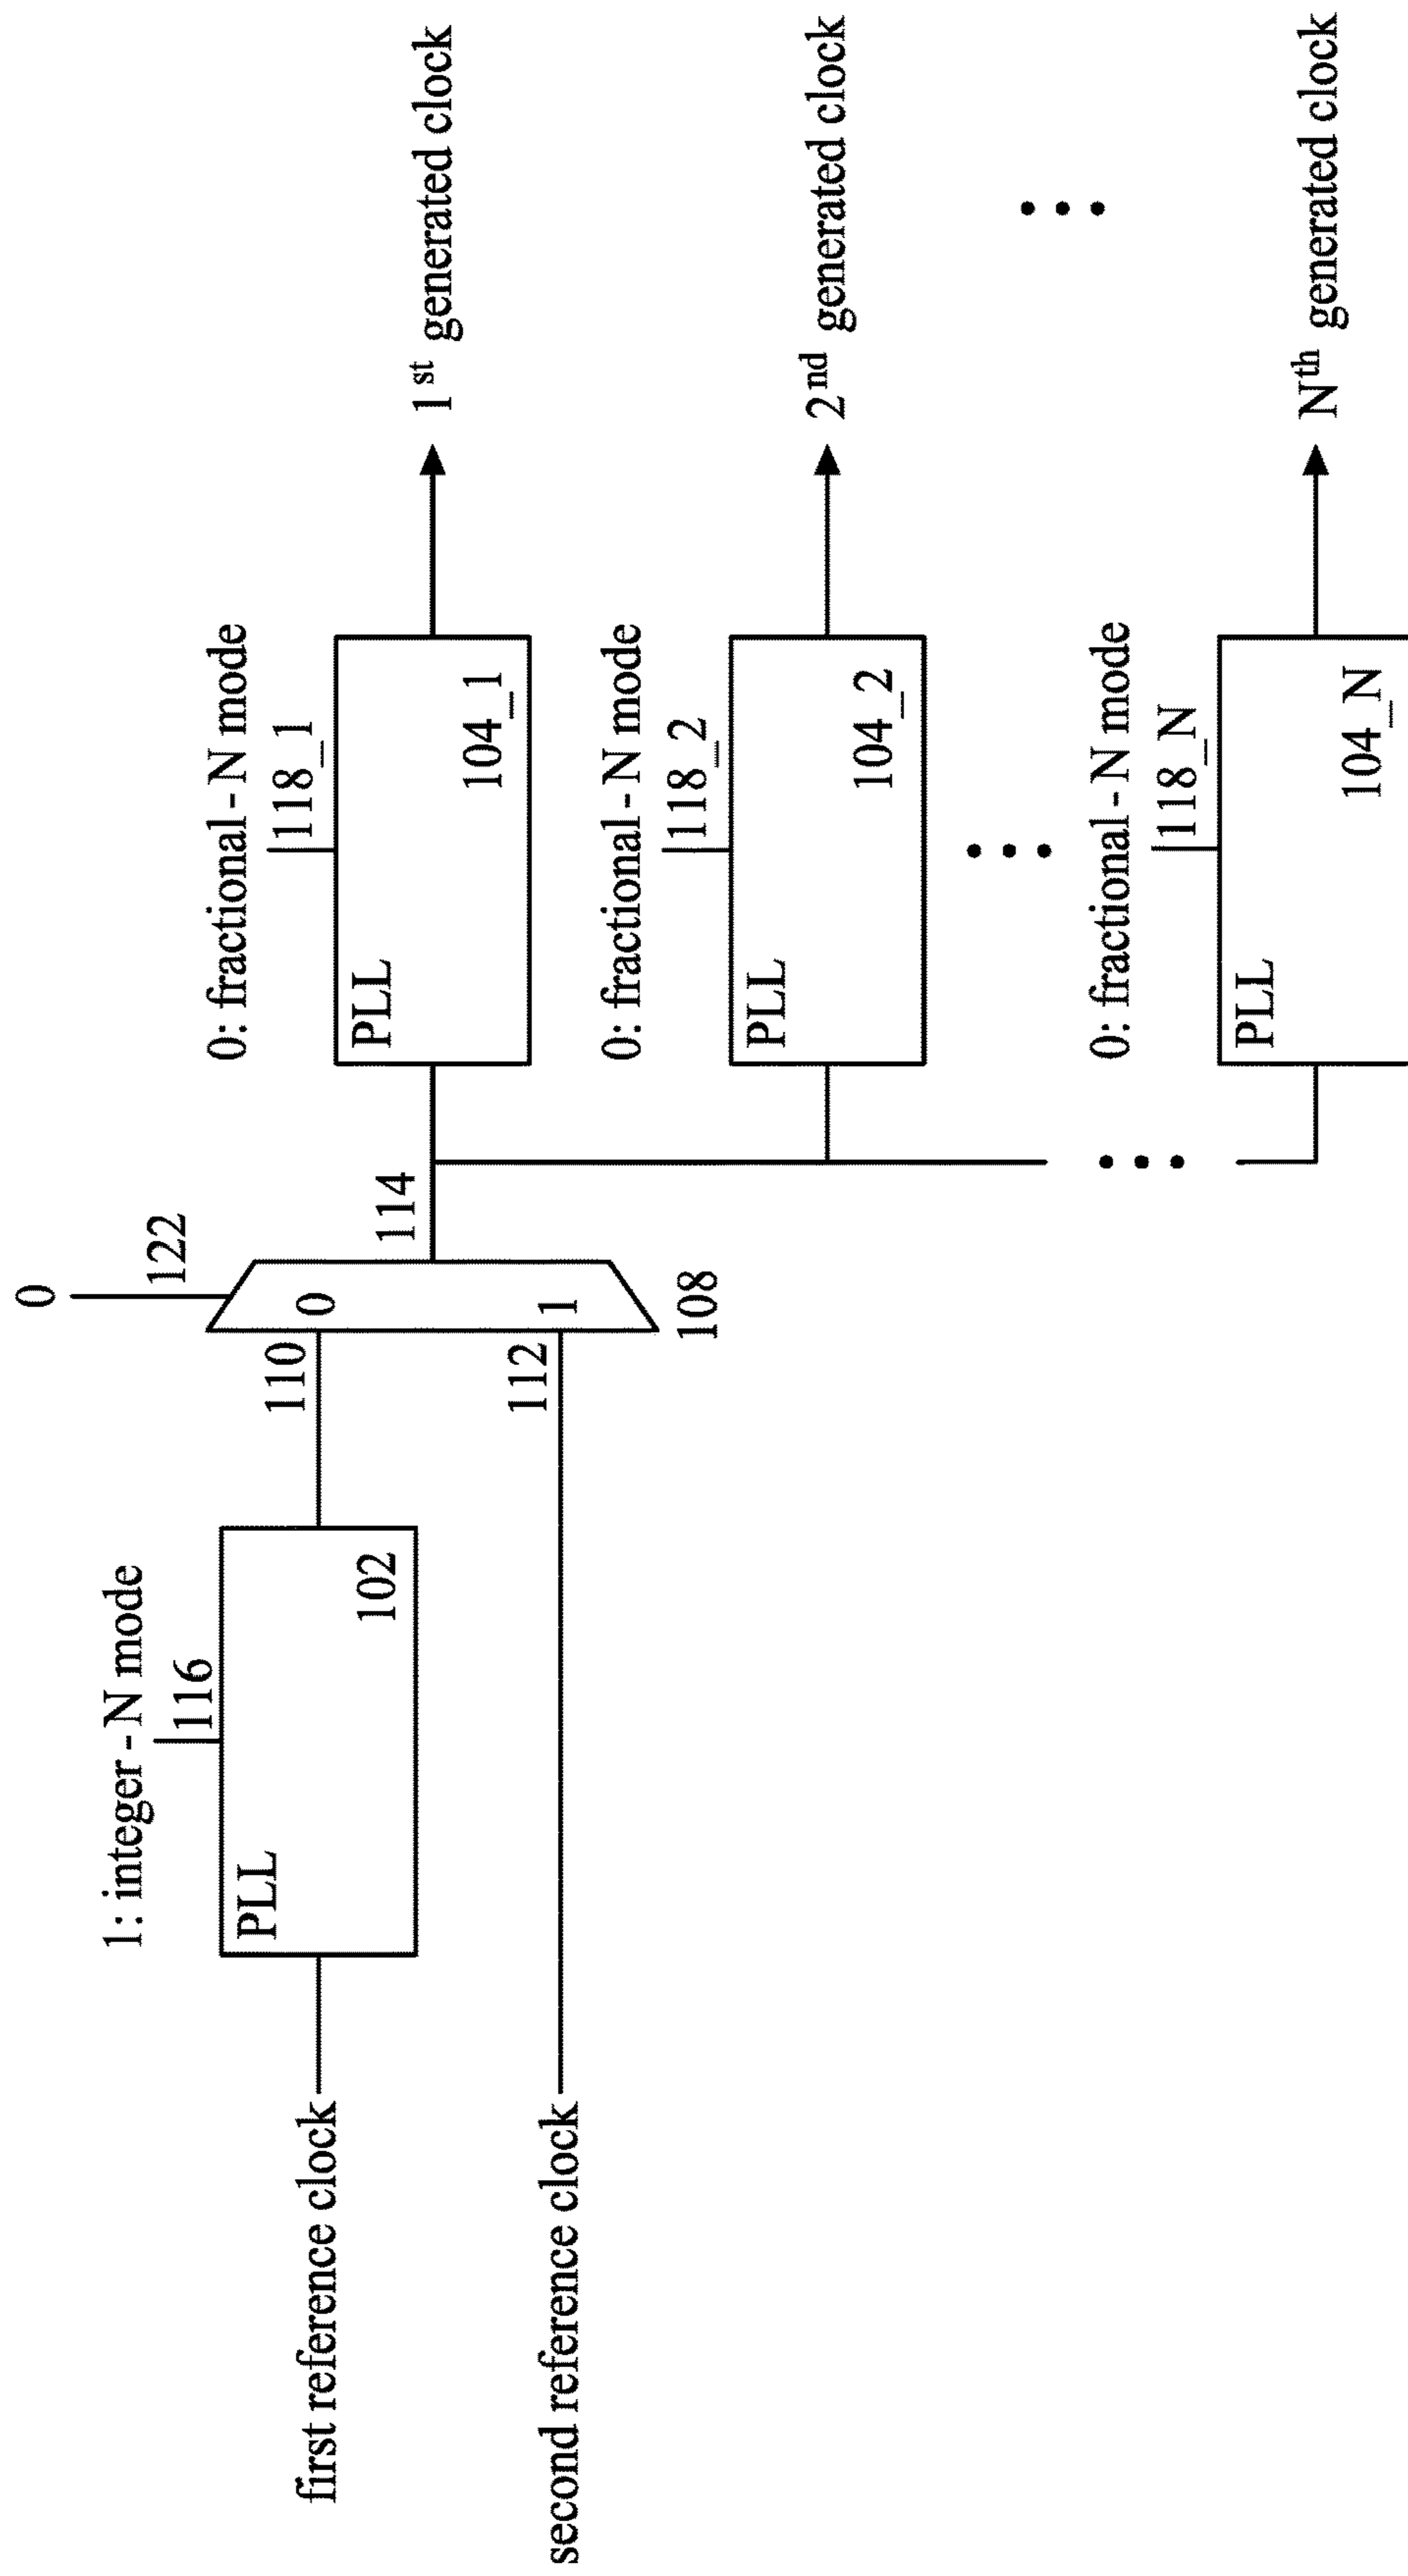 0
122
1: integer - N mode
116
PLL
102
first reference clock
second reference clock
110
112
0
1
108
114
0: fractional - N mode
118_1
PLL
104_1
1st generated clock
0: fractional - N mode
118_2
PLL
104_2
2nd generated clock
0: fractional - N mode
118_N
PLL
104_N
Nth generated clock